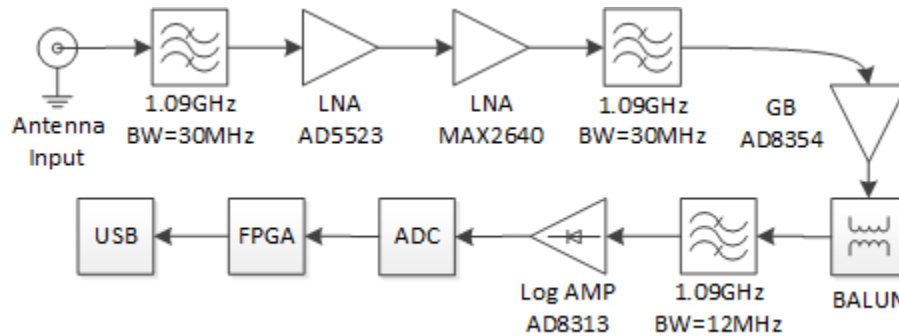 Antenna
Input
1.09GHz
BW=30MHz
LNA
AD5523
LNA
MAX2640
1.09GHz
BW=30MHz
GB
AD8354
USB
FPGA
ADC
Log AMP
AD8313
1.09GHz
BW=12MHz
BALUN